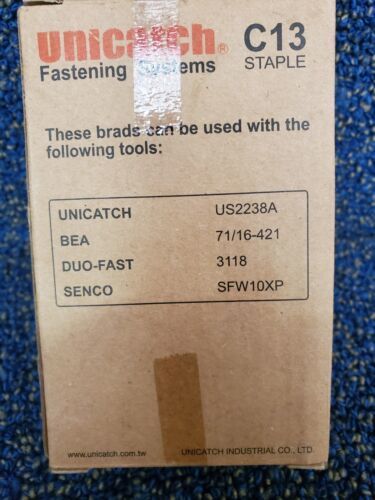 unicatch® C13
Fastening Systems STAPLE
These brads can be used with the
following tools:
UNICATCH US2238A
BEA 71/16-421
DUO-FAST 3118
SENCO SFW10XP
www.unicatch.com.tw UNICATCH INDUSTRIAL CO., LTD.